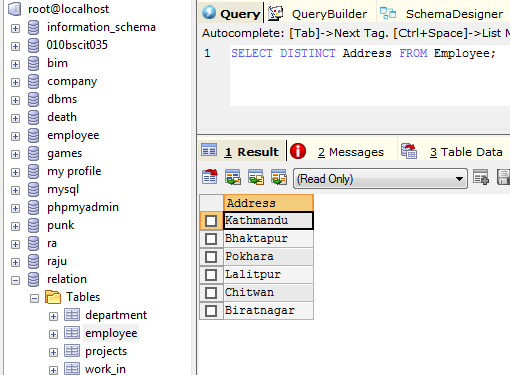 root@localhost
information_schema
010bscit035
bim
company
dbms
death
employee
games
my profile
mysql
phpmyadmin
punk
ra
raju
relation
Tables
department
employee
projects
work_in
Query
QueryBuilder
SchemaDesigner
Autocomplete: [Tab]->Next Tag. [Ctrl+Space]->List
1 SELECT DISTINCT Address FROM Employee;
1 Result
2 Messages
3 Table Data
(Read Only)
Address
Kathmandu
Bhaktapur
Pokhara
Lalitpur
Chitwan
Biratnagar